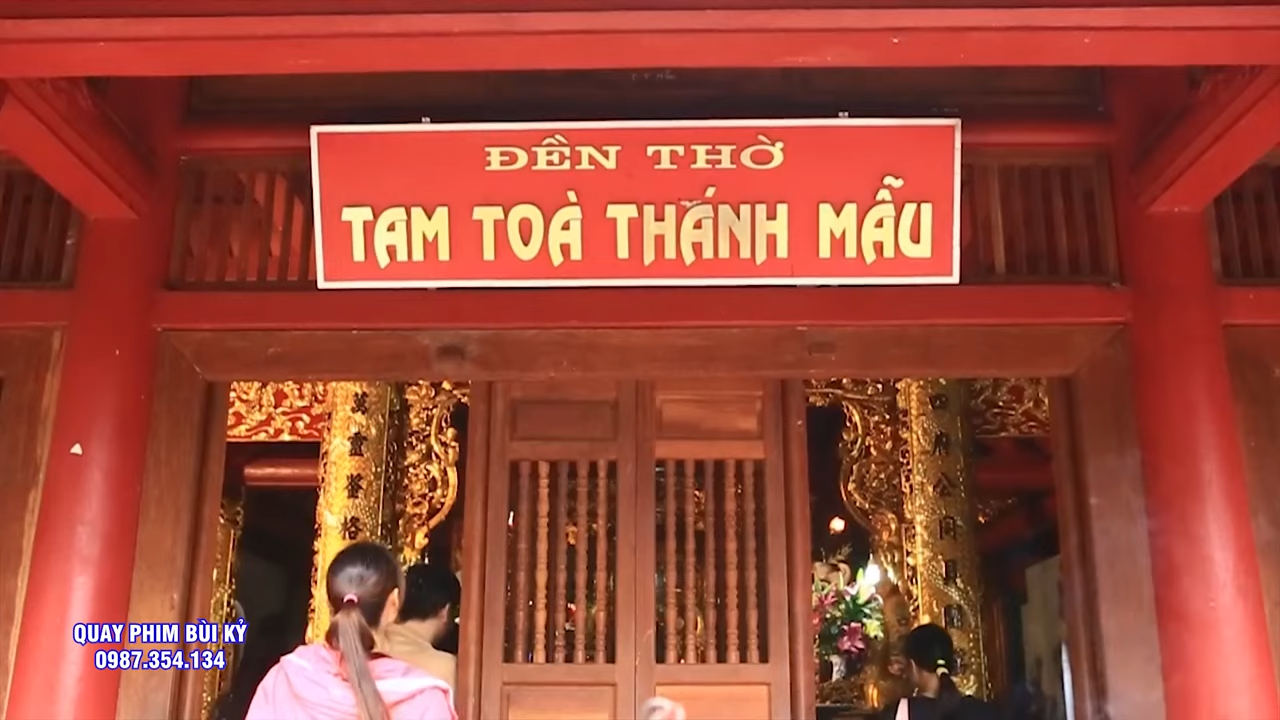 ĐỀN THỜ
TAM TOÀ THÁNH MẪU
QUAY PHIM BÙI KỶ
0987.354.134